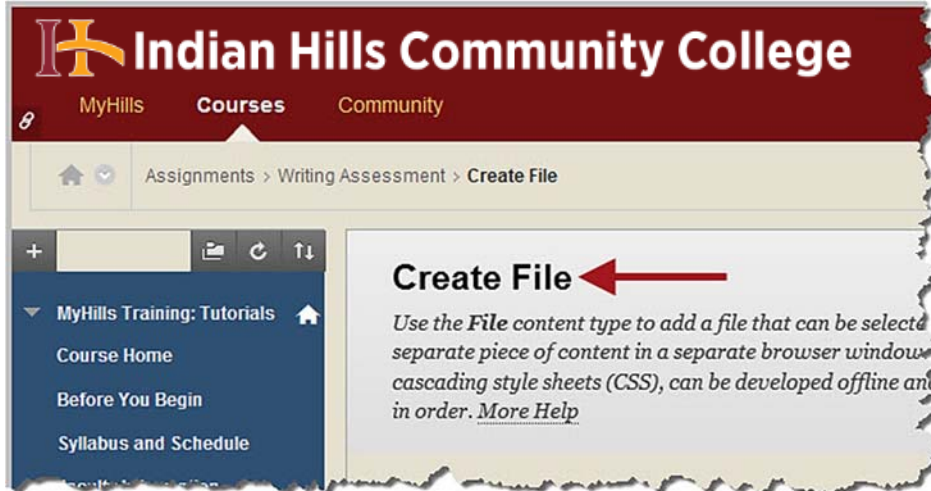 Indian Hills Community College
MyHills Courses Community
Assignments > Writing Assessment > Create File
Create File
MyHills Training: Tutorials
Use the File content type to add a file that can be
Course Home
separate piece of content in a separate browser window
Before You Begin
cascading style sheets (CSS), can be developed offline
in order. More Help
Syllabus and Schedule